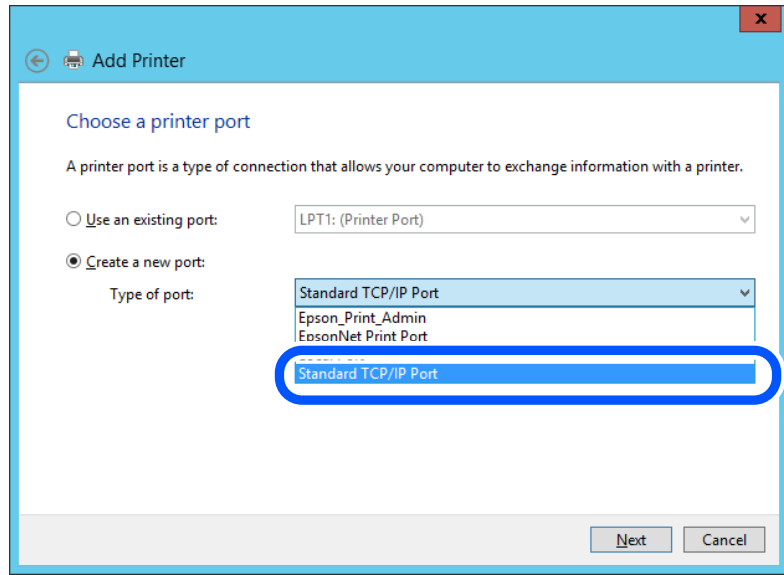 x
Add Printer
Choose a printer port
A printer port is a type of connection that allows your computer to exchange information with a printer.
Use an existing port: LPT1: (Printer Port)
Create a new port:
Type of port: Standard TCP/IP Port
Epson_Print_Admin
EpsonNet Print Port
Standard TCP/IP Port
Next Cancel